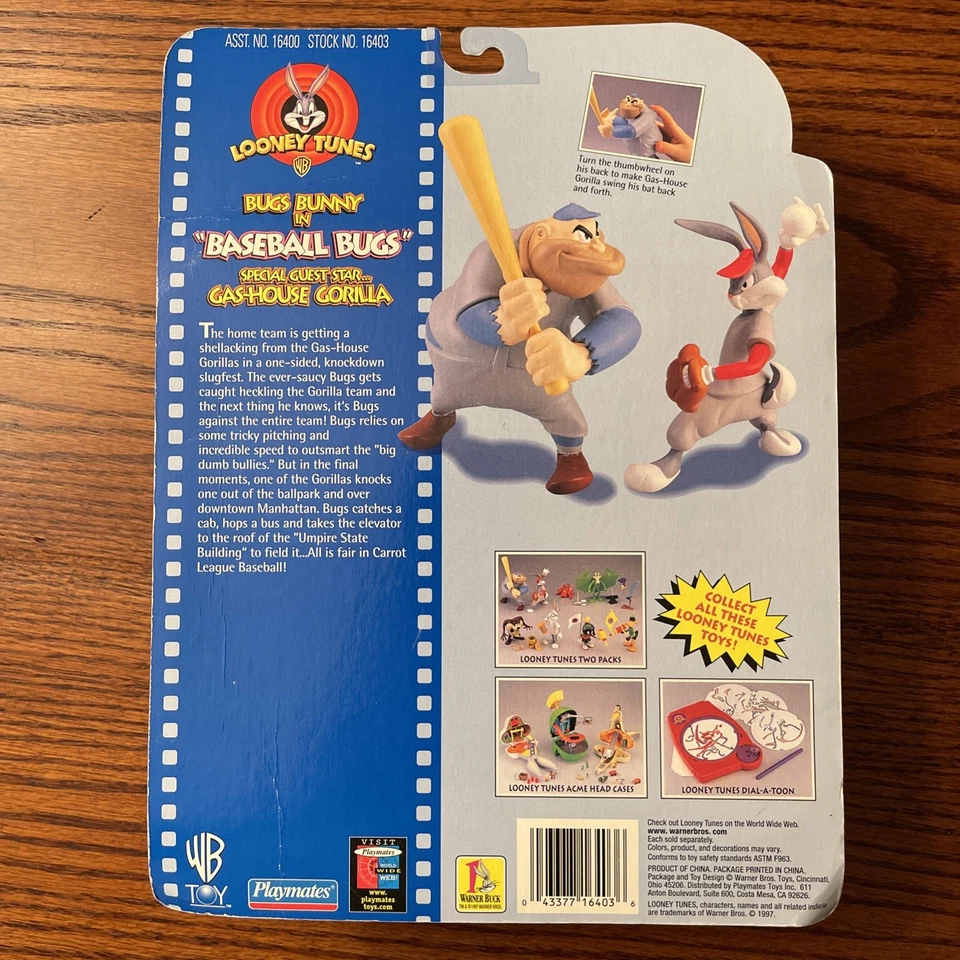 ASST. NO. 16400 STOCK NO. 16403
LOONEY TUNES
WB
™
BUGS BUNNY
IN
"BASEBALL BUGS"
SPECIAL GUEST STAR...
GAS-HOUSE GORILLA
The home team is getting a
shellacking from the Gas-House
Gorillas in a one-sided, knockdown
slugfest. The ever-saucy Bugs gets
caught heckling the Gorilla team and
the next thing he knows, it's Bugs
against the entire team! Bugs relies on
some tricky pitching and
incredible speed to outsmart the "big
dumb bullies." But in the final
moments, one of the Gorillas knocks
one out of the ballpark and over
downtown Manhattan. Bugs catches a
cab, hops a bus and takes the elevator
to the roof of the "Umpire State
Building" to field it...All is fair in Carrot
League Baseball!
Turn the thumbwheel on
his back to make Gas-House
Gorilla swing his bat back
and forth.
LOONEY TUNES TWO PACKS
COLLECT
ALL THESE
LOONEY TUNES
TOYS!
LOONEY TUNES ACME HEAD CASES
LOONEY TUNES DIAL-A-TOON
WB
TOY™
Playmates®
VISIT
Playmates
WORLD
WIDE
WEB!
www.
playmates
toys.com
1
WARNER BUCK
TM & © 1997 WARNER BROS.
0 43377 16403 6
Check out Looney Tunes on the World Wide Web.
www. warnerbros. com
Each sold separately.
Colors, product, and decorations may vary.
Conforms to toy safety standards ASTM F963.
PRODUCT OF CHINA. PACKAGE PRINTED IN CHINA.
Package and Toy Design © Warner Bros. Toys, Cincinnati,
Ohio 45206. Distributed by Playmates Toys Inc. 611
Anton Boulevard, Suite 600, Costa Mesa, CA 92626.
LOONEY TUNES, characters, names and all related indicia
are trademarks of Warner Bros. © 1997.